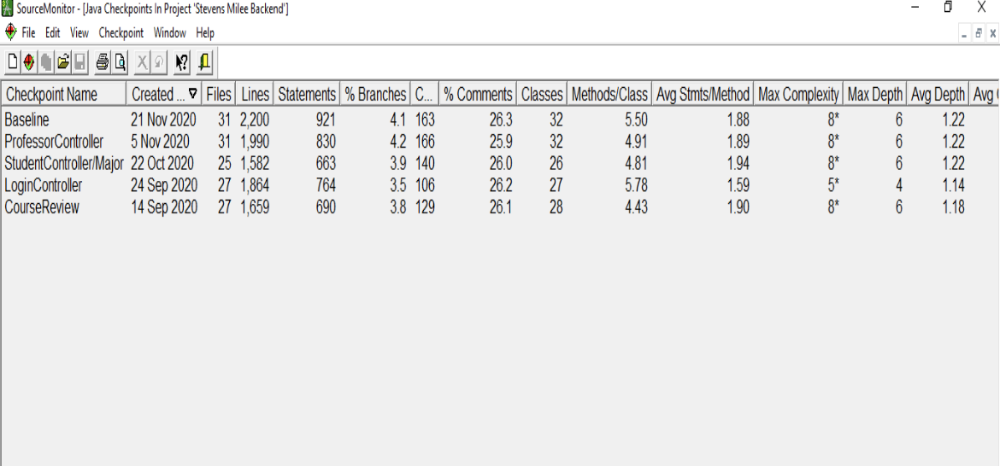 SourceMonitor - [Java Checkpoints In Project 'Stevens Milee Backend']
File Edit View Checkpoint Window Help
Checkpoint Name Created ... Files Lines Statements % Branches C... % Comments Classes Methods/Class Avg Stmts/Method Max Complexity Max Depth Avg Depth Avg
Baseline 21 Nov 2020 31 2,200 921 4.1 163 26.3 32 5.50 1.88 8* 6 1.22
ProfessorController 5 Nov 2020 31 1,990 830 4.2 166 25.9 32 4.91 1.89 8* 6 1.22
StudentController/Major 22 Oct 2020 25 1,582 663 3.9 140 26.0 26 4.81 1.94 8* 6 1.22
LoginController 24 Sep 2020 27 1,864 764 3.5 106 26.2 27 5.78 1.59 5* 4 1.14
CourseReview 14 Sep 2020 27 1,659 690 3.8 129 26.1 28 4.43 1.90 8* 6 1.18